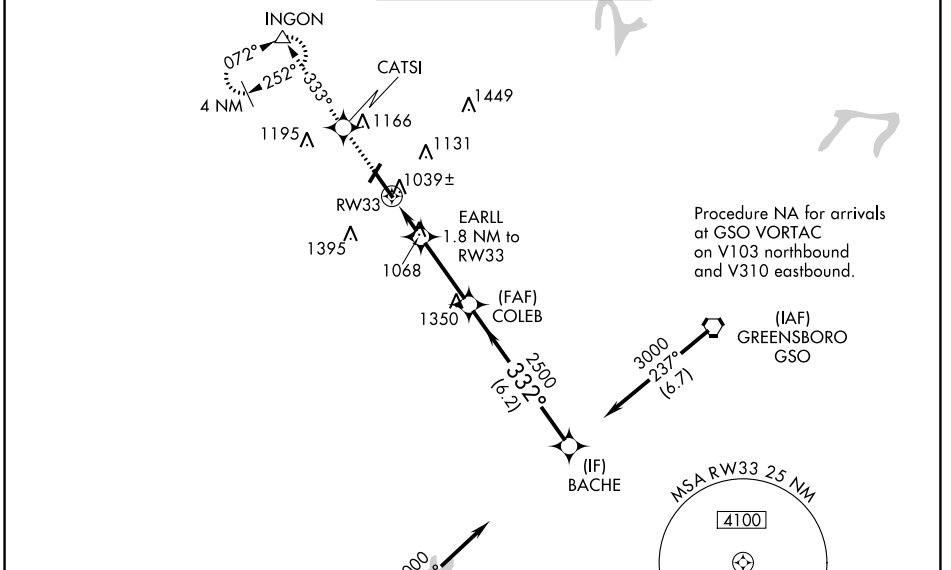 INGON
072°
252°
333°
4 NM
CATSI
1449
1195
1166
1131
1039±
RW33
EARLL
1.8 NM to
RW33
1395
1068
Procedure NA for arrivals
at GSO VORTAC
on V103 northbound
and V310 eastbound.
(FAF)
COLEB
1350
(IAF)
GREENSBORO
GSO
3000
237°
(6.7)
2500
332°
(6.2)
(IF)
BACHE
MSA RW33 25 NM
4100